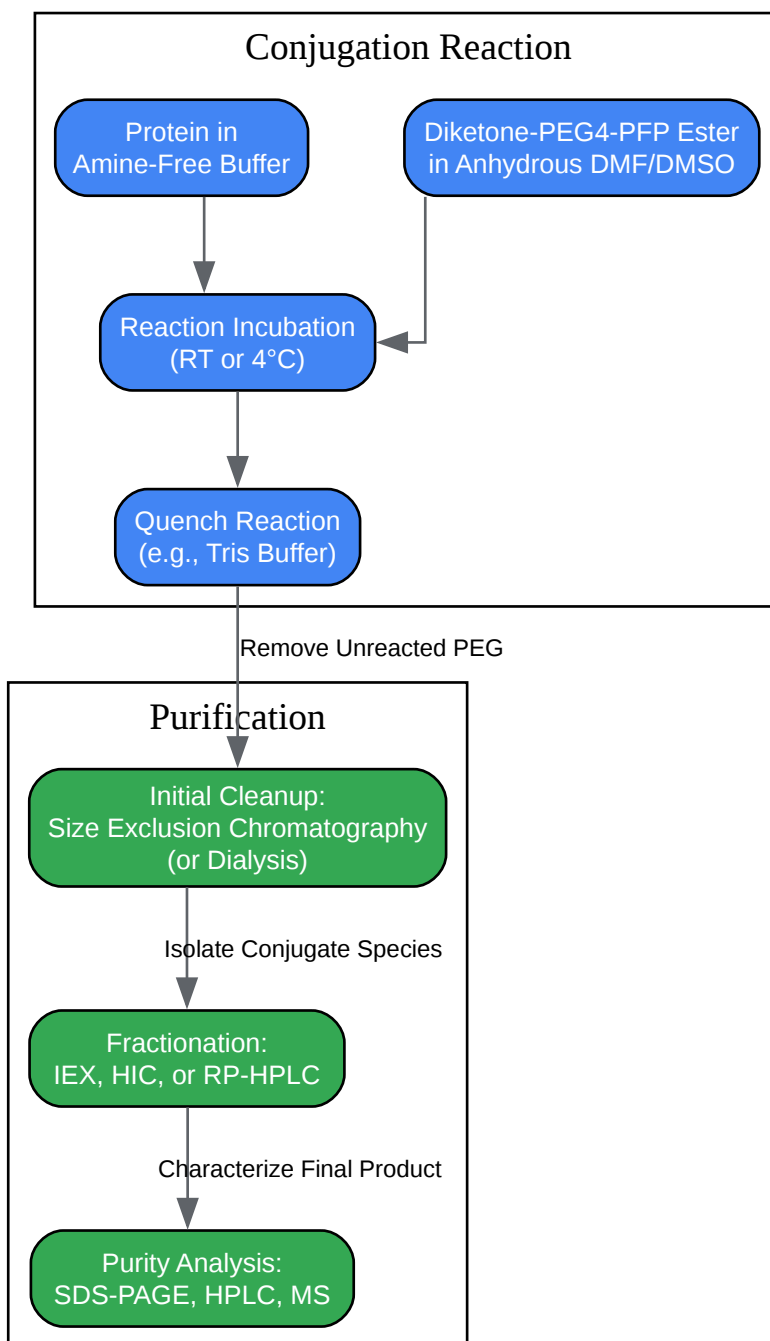 Conjugation Reaction
Protein in
Amine-Free Buffer
Diketone-PEG4-PFP Ester
in Anhydrous DMF/DMSO
Reaction Incubation
(RT or 4°C)
Quench Reaction
(e.g., Tris Buffer)
Remove Unreacted PEG
Purification
Initial Cleanup:
Size Exclusion Chromatography
(or Dialysis)
Isolate Conjugate Species
Fractionation:
IEX, HIC, or RP-HPLC
Characterize Final Product
Purity Analysis:
SDS-PAGE, HPLC, MS